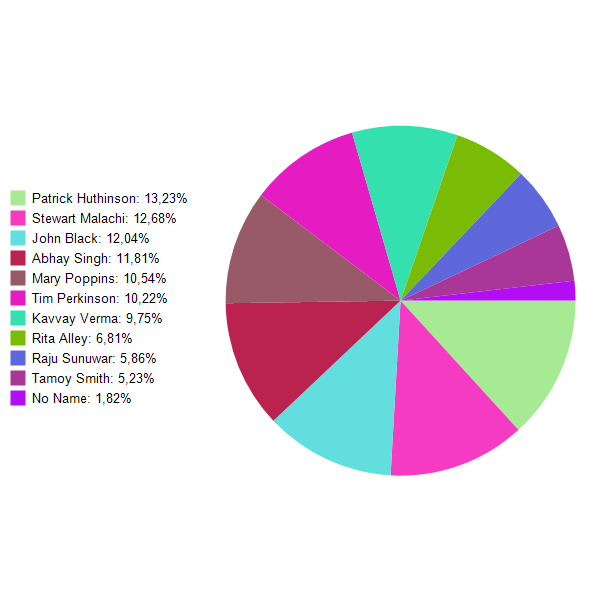 Patrick Huthinson: 13,23%
Stewart Malachi: 12,68%
John Black: 12,04%
Abhay Singh: 11,81%
Mary Poppins: 10,54%
Tim Perkinson: 10,22%
Kavvay Verma: 9,75%
Rita Alley: 6,81%
Raju Sunuwar: 5,86%
Tamoy Smith: 5,23%
No Name: 1,82%